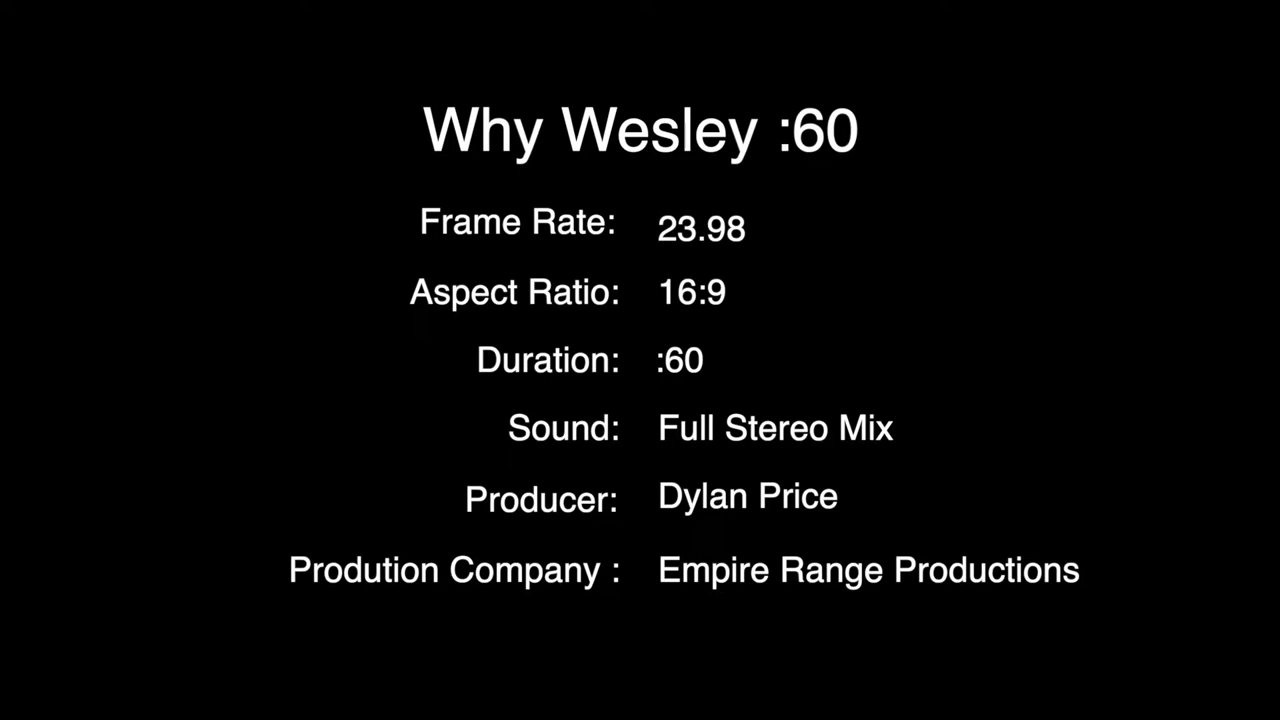 Why Wesley :60
Frame Rate: 23.98
Aspect Ratio: 16:9
Duration: :60
Sound: Full Stereo Mix
Producer: Dylan Price
Prodution Company : Empire Range Productions